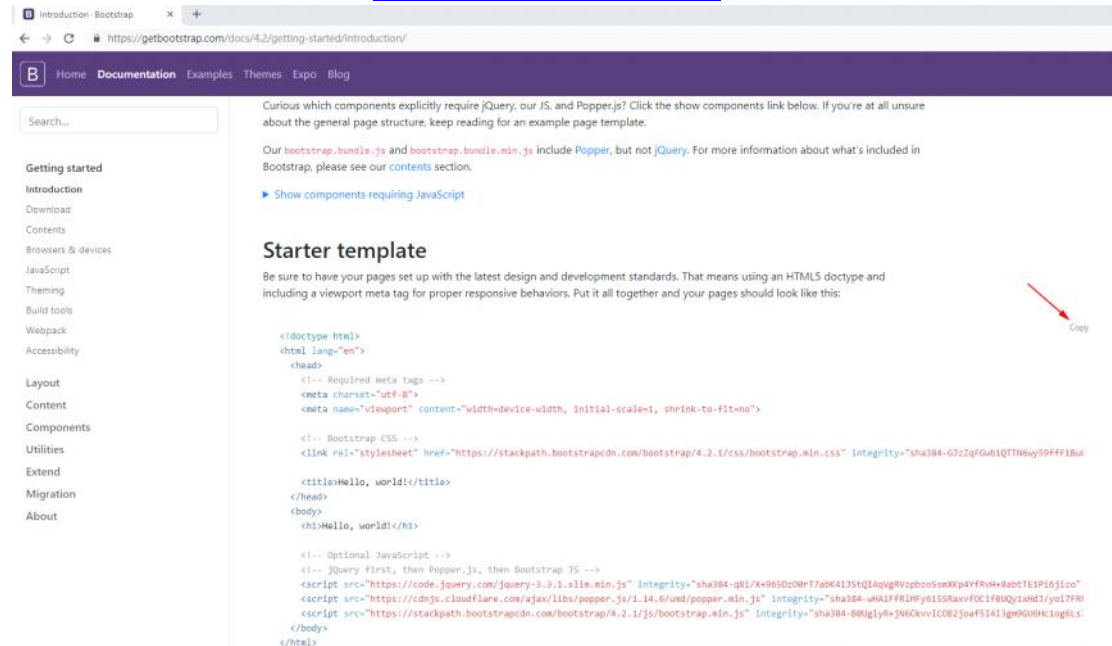 Introduction · Bootstrap × +
https://getbootstrap.com/docs/4.2/getting-started/introduction/
B Home Documentation Examples Themes Expo Blog
Search...
Getting started
Introduction
Download
Contents
Browsers & devices
JavaScript
Theming
Build tools
Webpack
Accessibility
Layout
Content
Components
Utilities
Extend
Migration
About
Curious which components explicitly require jQuery, our JS, and Popper.js? Click the show components link below. If you're at all unsure
about the general page structure, keep reading for an example page template.
Our bootstrap.bundle.js and bootstrap.bundle.min.js include Popper, but not jQuery. For more information about what's included in
Bootstrap, please see our contents section.
Show components requiring JavaScript
Starter template
Be sure to have your pages set up with the latest design and development standards. That means using an HTML5 doctype and
including a viewport meta tag for proper responsive behaviors. Put it all together and your pages should look like this:
Copy
<!doctype html>
<html lang="en">
<head>
<!-- Required meta tags -->
<meta charset="utf-8">
<meta name="viewport" content="width=device-width, initial-scale=1, shrink-to-fit=no">
<!-- Bootstrap CSS -->
<link rel="stylesheet" href="https://stackpath.bootstrapcdn.com/bootstrap/4.2.1/css/bootstrap.min.css" integrity=
<title>Hello, world!</title>
</head>
<body>
<h1>Hello, world!</h1>
<!-- Optional JavaScript -->
<!-- jQuery first, then Popper.js, then Bootstrap JS -->
<script src="https://code.jquery.com/jquery-3.3.1.slim.min.js" integrity=
<script src="https://cdnjs.cloudflare.com/ajax/libs/popper.js/1.14.6/umd/popper.min.js" integrity=
<script src="https://stackpath.bootstrapcdn.com/bootstrap/4.2.1/js/bootstrap.min.js" integrity=
</body>
</html>